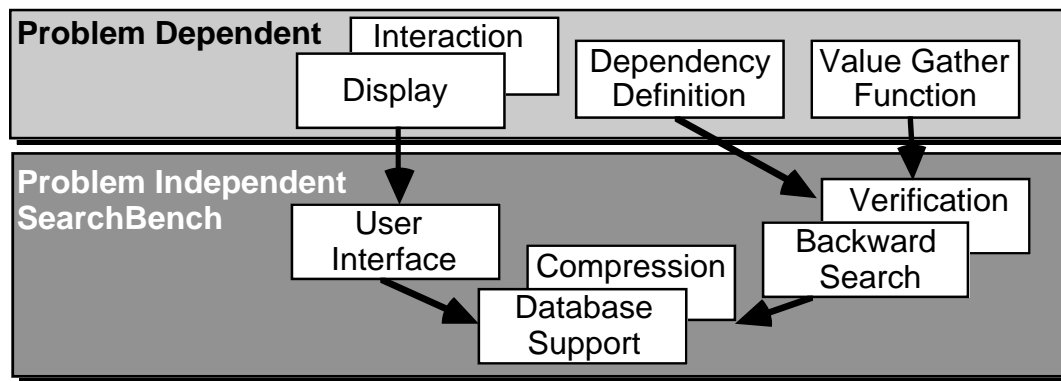 Problem Dependent
Interaction
Display
Dependency
Definition
Value Gather
Function
Problem Independent
SearchBench
User
Interface
Verification
Backward
Search
Compression
Database
Support